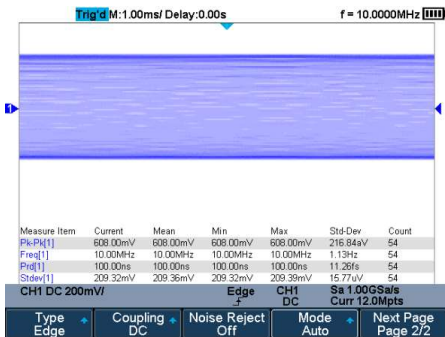 Trig'd M:1.00ms/ Delay:0.00s f = 10.0000MHz
1
Measure Item Current Mean Min Max Std-Dev Count
Pk-Pk[1] 608.00mV 608.00mV 608.00mV 608.00mV 216.84aV 54
Freq[1] 10.00MHz 10.00MHz 10.00MHz 10.00MHz 1.13Hz 54
Prd[1] 100.00ns 100.00ns 100.00ns 100.00ns 11.26fs 54
Stdev[1] 209.32mV 209.36mV 209.32mV 209.39mV 15.77uV 54
CH1 DC 200mV/ Edge CH1 Sa 1.00GSa/s
DC Curr 12.0Mpts
Type Coupling Noise Reject Mode Next Page
Edge DC Off Auto Page 2/2